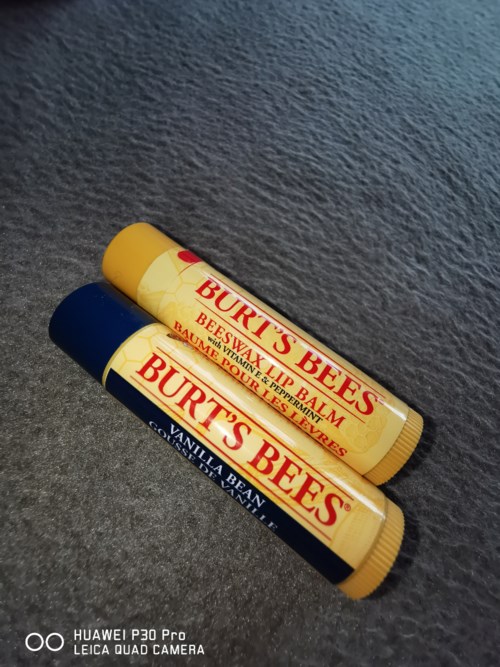 BURT'S BEES®
BEESWAX LIP BALM
with VITAMIN E & PEPPERMINT
BAUME POUR LES LÈVRES
BURT'S BEES®
VANILLA BEAN
GOUSSE DE VANILLE
HUAWEI P30 Pro
LEICA QUAD CAMERA